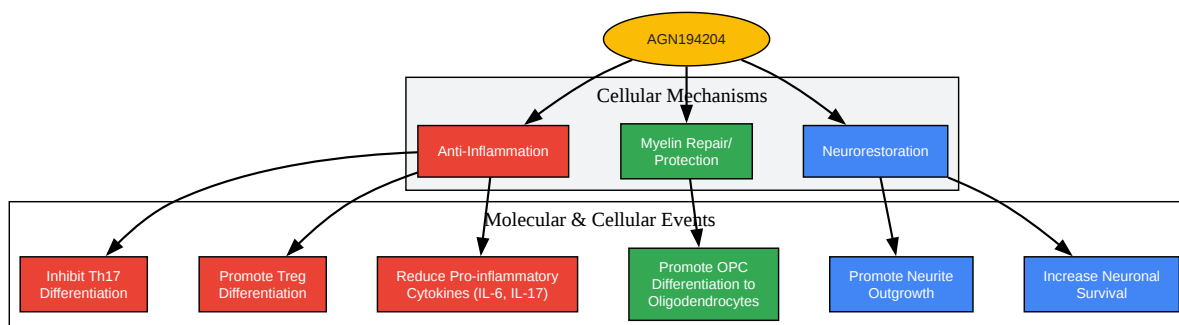 AGN194204
Cellular Mechanisms
Anti-Inflammation
Myelin Repair/
Protection
Neurorestoration
Molecular & Cellular Events
Inhibit Th17
Differentiation
Promote Treg
Differentiation
Reduce Pro-inflammatory
Cytokines (IL-6, IL-17)
Promote OPC
Differentiation to
Oligodendrocytes
Promote Neurite
Outgrowth
Increase Neuronal
Survival